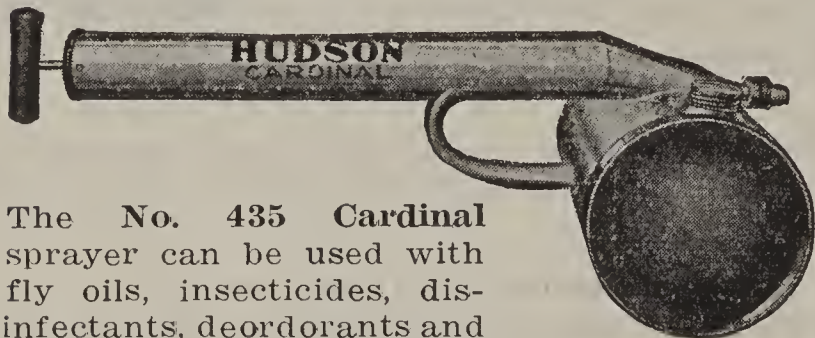 HUDSON
CARDINAL
The No. 435 Cardinal
sprayer can be used with
fly oils, insecticides, dis-
infectants, deordorants and